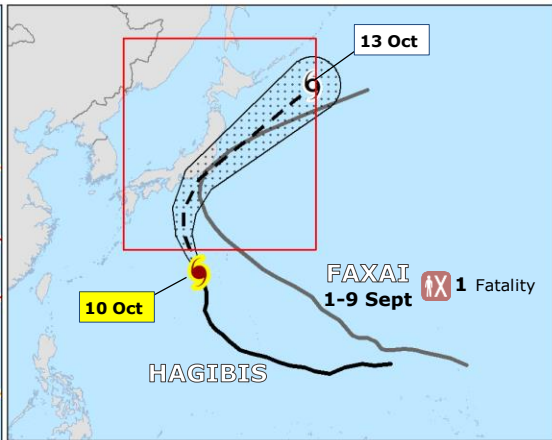 13 Oct
10 Oct
FAXAI
1-9 Sept
1 Fatality
HAGIBIS